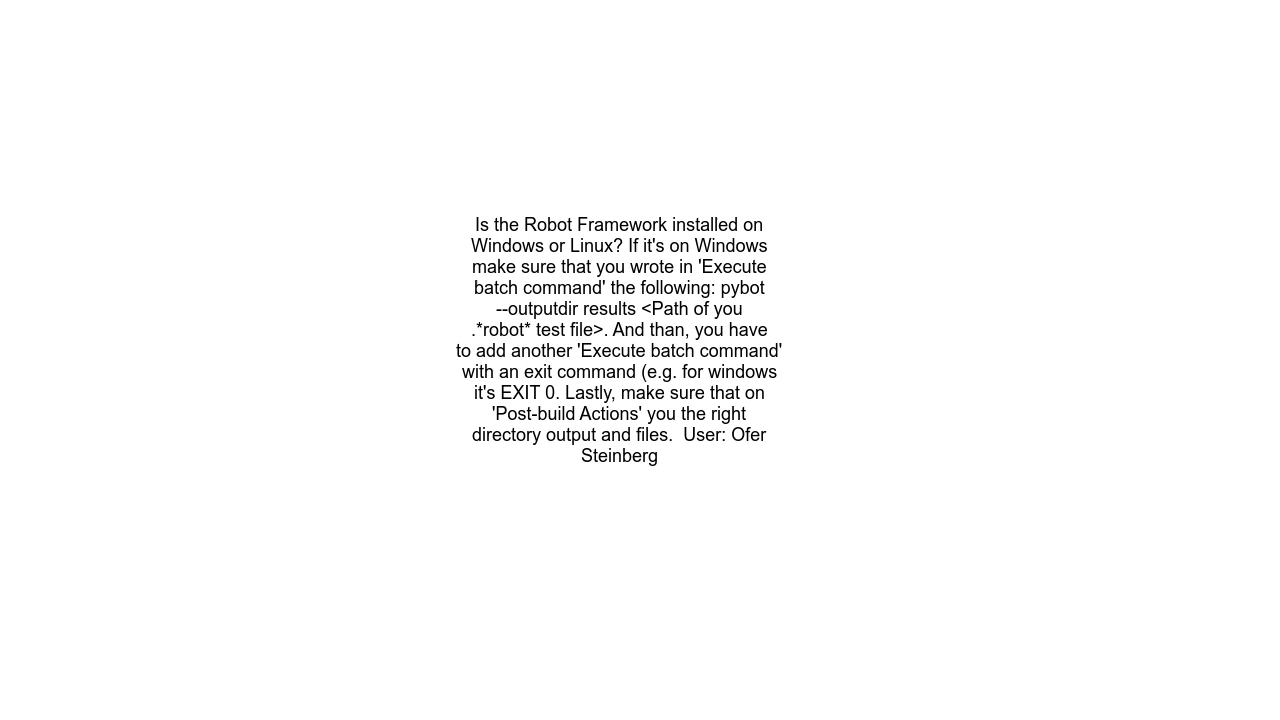 Is the Robot Framework installed on
Windows or Linux? If it's on Windows
make sure that you wrote in 'Execute
batch command' the following: pybot
--outputdir results <Path of you
.*robot* test file>. And than, you have
to add another 'Execute batch command'
with an exit command (e.g. for windows
it's EXIT 0. Lastly, make sure that on
'Post-build Actions' you the right
directory output and files.  User: Ofer
Steinberg